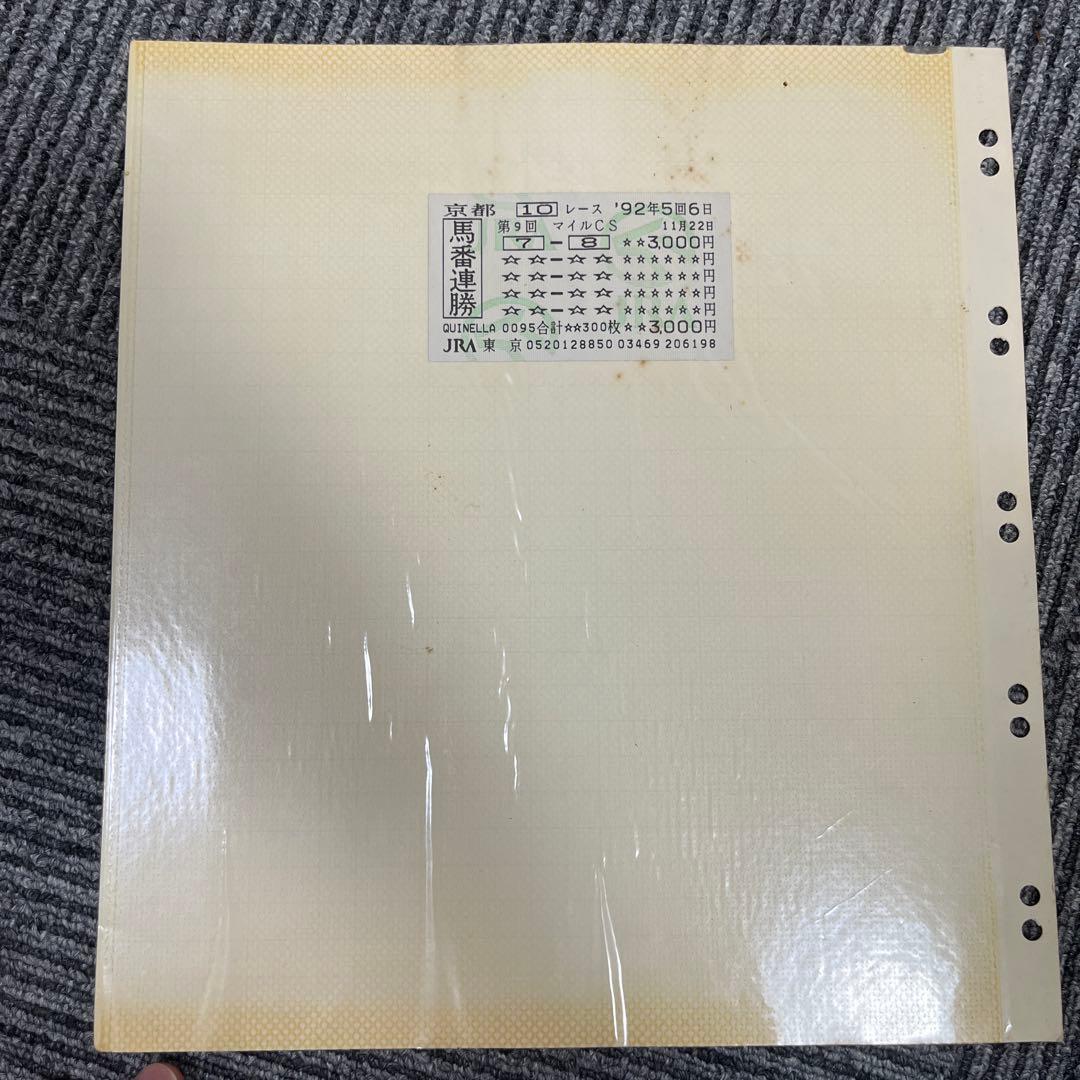 京都 10 レース '92年5回6日
第9回 マイルCS 11月22日
馬番連勝
7 - 8 ☆☆3,000円
☆☆-☆☆ ☆☆☆☆☆☆円
☆☆-☆☆ ☆☆☆☆☆☆円
☆☆-☆☆ ☆☆☆☆☆☆円
☆☆-☆☆ ☆☆☆☆☆☆円
QUINELLA 0095合計☆☆300枚☆☆3,000円
JRA 東 京 0520128850 03469 206198